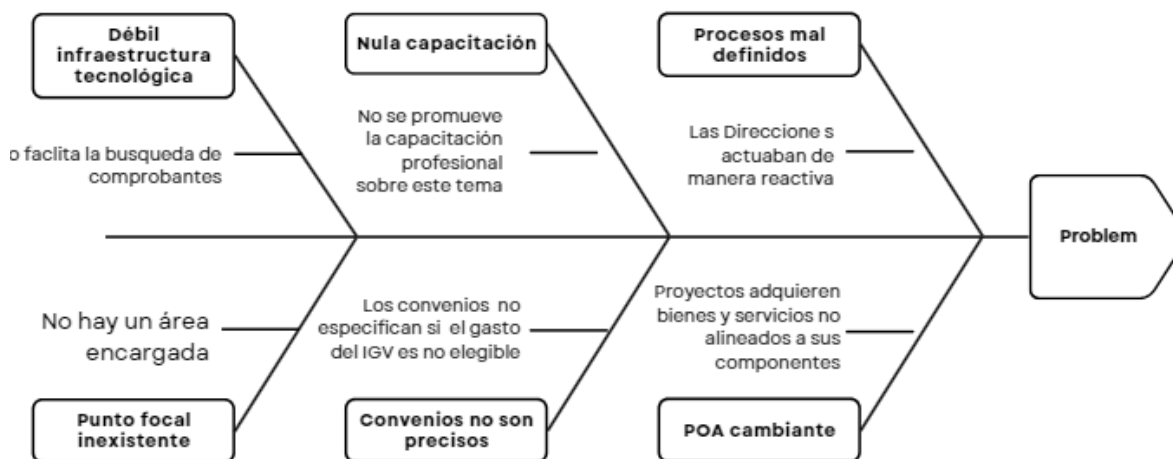 Débil
infraestructura
tecnológica
Nula capacitación
Procesos mal
definidos
o faclita la busqueda de
comprobantes
No se promueve
la capacitación
profesional
sobre este tema
Las Direccione s
actuaban de
manera reactiva
Problem
No hay un área
encargada
Los convenios no
especifican si el gasto
del IGV es no elegible
Proyectos adquieren
bienes y servicios no
alineados a sus
componentes
Punto focal
inexistente
Convenios no son
precisos
POA cambiante